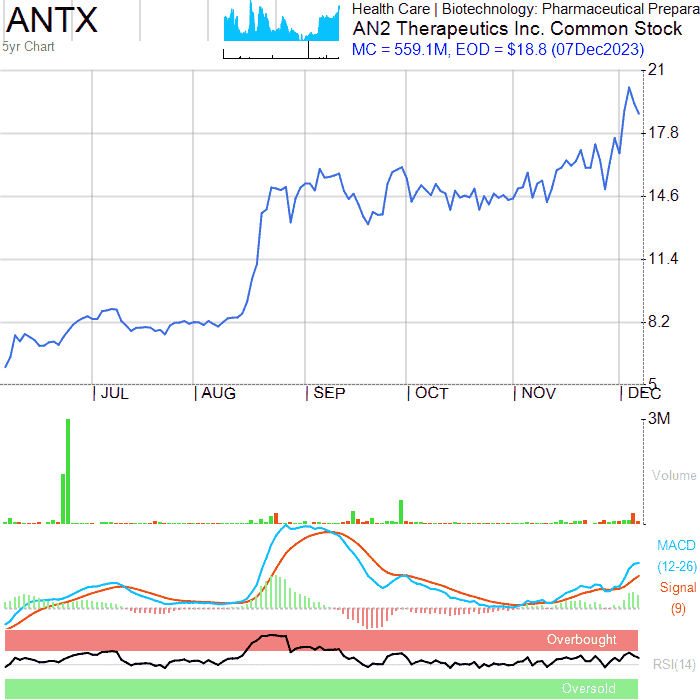 ANTX
5yr Chart
Health Care | Biotechnology: Pharmaceutical Prepara
AN2 Therapeutics Inc. Common Stock
MC = 559.1M, EOD = $18.8 (07Dec2023)
21
17.8
14.6
11.4
8.2
5
JUL AUG SEP OCT NOV DEC
3M
Volume
MACD
(12-26)
Signal
(9)
Overbought
RSI(14)
Oversold